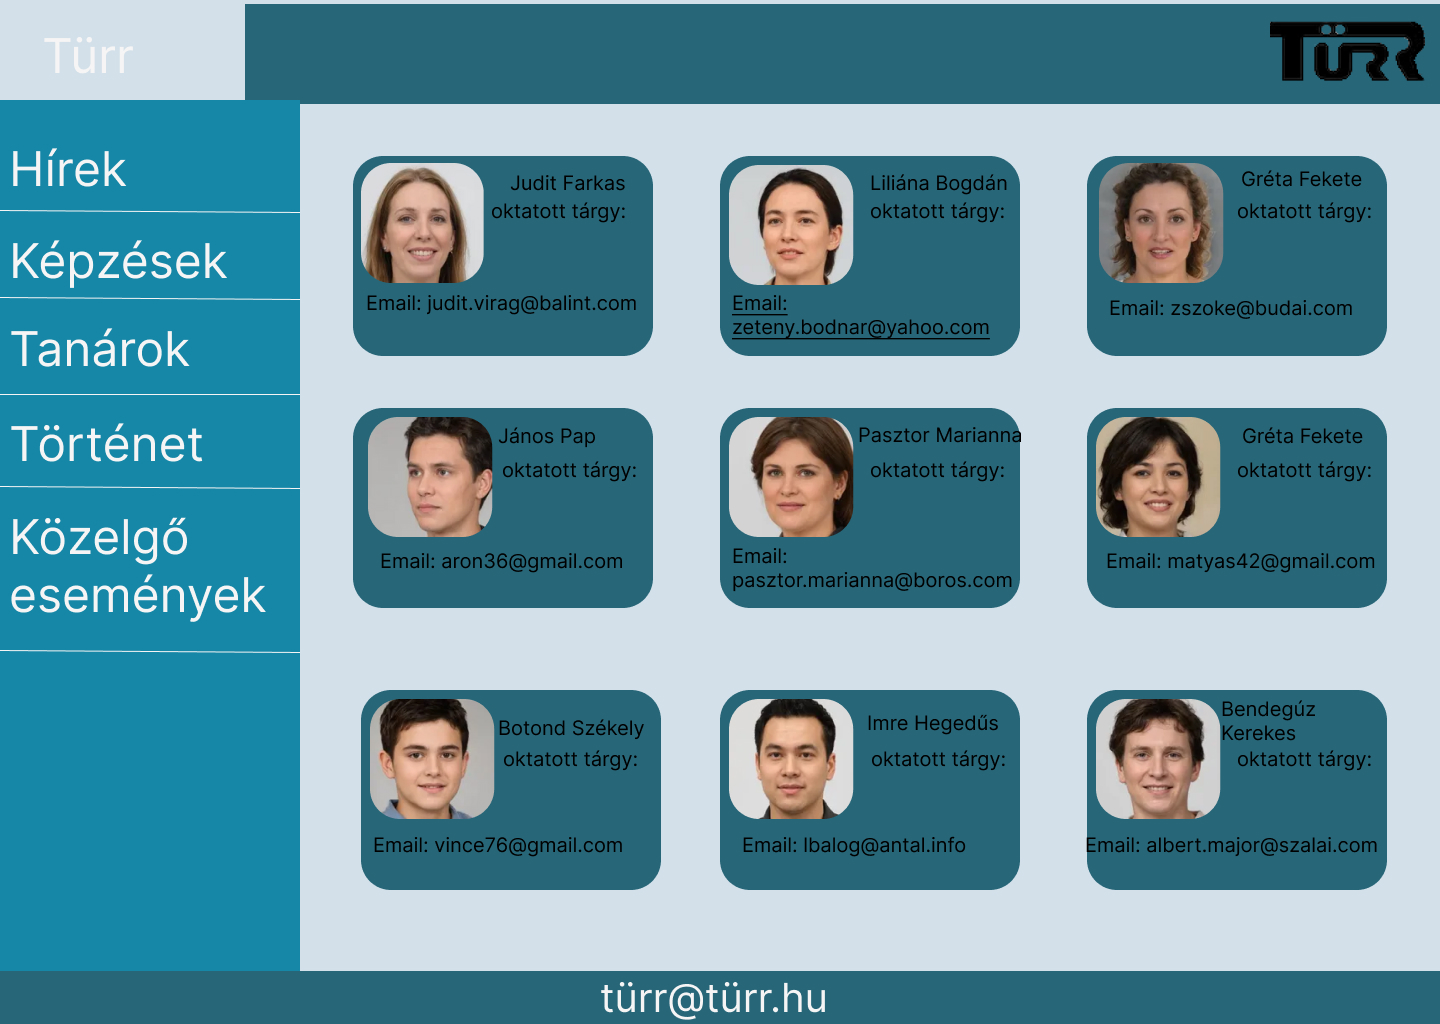 Türr
TÜRR
Hírek
Képzések
Tanárok
Történet
Közelgő
események
Judit Farkas
oktatott tárgy:
Email: judit.virag@balint.com
Liliána Bogdán
oktatott tárgy:
Email:
zeteny.bodnar@yahoo.com
Gréta Fekete
oktatott tárgy:
Email: zszoke@budai.com
János Pap
oktatott tárgy:
Email: aron36@gmail.com
Pasztor Marianna
oktatott tárgy:
Email:
pasztor.marianna@boros.com
Gréta Fekete
oktatott tárgy:
Email: matyas42@gmail.com
Botond Székely
oktatott tárgy:
Email: vince76@gmail.com
Imre Hegedűs
oktatott tárgy:
Email: lbalog@antal.info
Bendegúz
Kerekes
oktatott tárgy:
Email: albert.major@szalai.com
türr@türr.hu